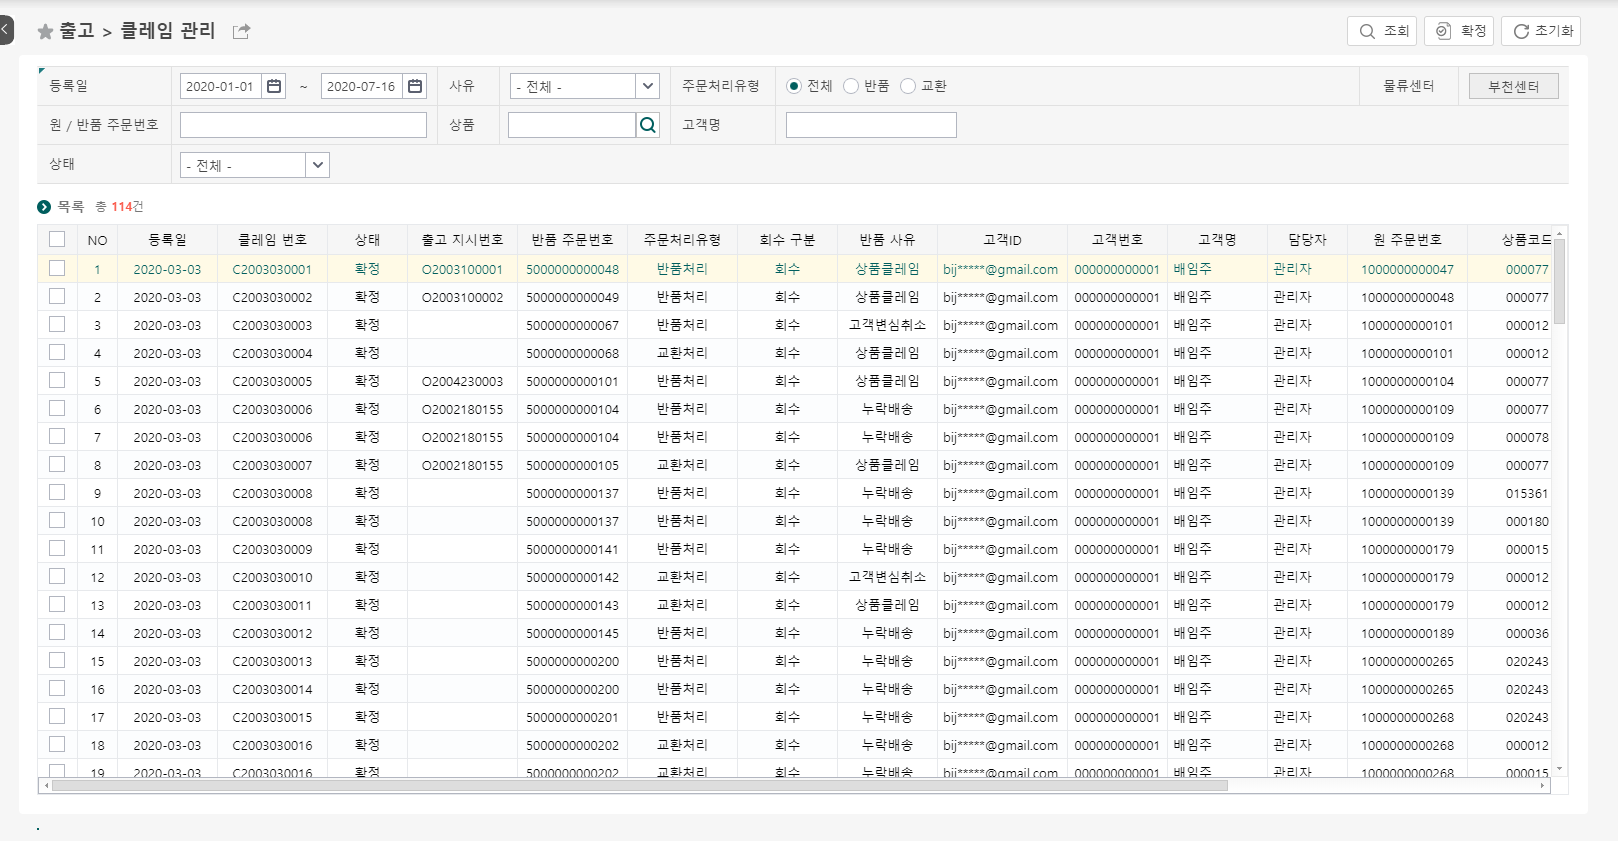 출고 > 클레임 관리
조회 확정 초기화
등록일 2020-01-01 ~ 2020-07-16 사유 - 전체 - 주문처리유형 전체 반품 교환 물류센터 부천센터
원 / 반품 주문번호 상품 고객명
상태 - 전체 -
목록 총 114건
NO 등록일 클레임 번호 상태 출고 지시번호 반품 주문번호 주문처리유형 회수 구분 반품 사유 고객ID 고객번호 고객명 담당자 원 주문번호 상품코드
1 2020-03-03 C2003030001 확정 O2003100001 5000000000048 반품처리 회수 상품클레임 bij*****@gmail.com 000000000001 배임주 관리자 1000000000047 000077
2 2020-03-03 C2003030002 확정 O2003100002 5000000000049 반품처리 회수 상품클레임 bij*****@gmail.com 000000000001 배임주 관리자 1000000000048 000077
3 2020-03-03 C2003030003 확정 5000000000067 반품처리 회수 고객변심취소 bij*****@gmail.com 000000000001 배임주 관리자 1000000000101 000012
4 2020-03-03 C2003030004 확정 5000000000068 교환처리 회수 상품클레임 bij*****@gmail.com 000000000001 배임주 관리자 1000000000101 000012
5 2020-03-03 C2003030005 확정 O2004230003 5000000000101 반품처리 회수 상품클레임 bij*****@gmail.com 000000000001 배임주 관리자 1000000000104 000077
6 2020-03-03 C2003030006 확정 O2002180155 5000000000104 반품처리 회수 누락배송 bij*****@gmail.com 000000000001 배임주 관리자 1000000000109 000077
7 2020-03-03 C2003030006 확정 O2002180155 5000000000104 반품처리 회수 누락배송 bij*****@gmail.com 000000000001 배임주 관리자 1000000000109 000078
8 2020-03-03 C2003030007 확정 O2002180155 5000000000105 교환처리 회수 상품클레임 bij*****@gmail.com 000000000001 배임주 관리자 1000000000109 000077
9 2020-03-03 C2003030008 확정 5000000000137 반품처리 회수 누락배송 bij*****@gmail.com 000000000001 배임주 관리자 1000000000139 015361
10 2020-03-03 C2003030008 확정 5000000000137 반품처리 회수 누락배송 bij*****@gmail.com 000000000001 배임주 관리자 1000000000139 000180
11 2020-03-03 C2003030009 확정 5000000000141 반품처리 회수 누락배송 bij*****@gmail.com 000000000001 배임주 관리자 1000000000179 000015
12 2020-03-03 C2003030010 확정 5000000000142 교환처리 회수 고객변심취소 bij*****@gmail.com 000000000001 배임주 관리자 1000000000179 000012
13 2020-03-03 C2003030011 확정 5000000000143 교환처리 회수 상품클레임 bij*****@gmail.com 000000000001 배임주 관리자 1000000000179 000012
14 2020-03-03 C2003030012 확정 5000000000145 반품처리 회수 누락배송 bij*****@gmail.com 000000000001 배임주 관리자 1000000000189 000036
15 2020-03-03 C2003030013 확정 5000000000200 반품처리 회수 누락배송 bij*****@gmail.com 000000000001 배임주 관리자 1000000000265 020243
16 2020-03-03 C2003030014 확정 5000000000200 반품처리 회수 누락배송 bij*****@gmail.com 000000000001 배임주 관리자 1000000000265 020243
17 2020-03-03 C2003030015 확정 5000000000201 반품처리 회수 누락배송 bij*****@gmail.com 000000000001 배임주 관리자 1000000000268 020243
18 2020-03-03 C2003030016 확정 5000000000202 교환처리 회수 누락배송 bij*****@gmail.com 000000000001 배임주 관리자 1000000000268 000012
19 2020-03-03 C2003030016 확정 5000000000202 교환처리 회수 누락배송 bij*****@gmail.com 000000000001 배임주 관리자 1000000000268 000015